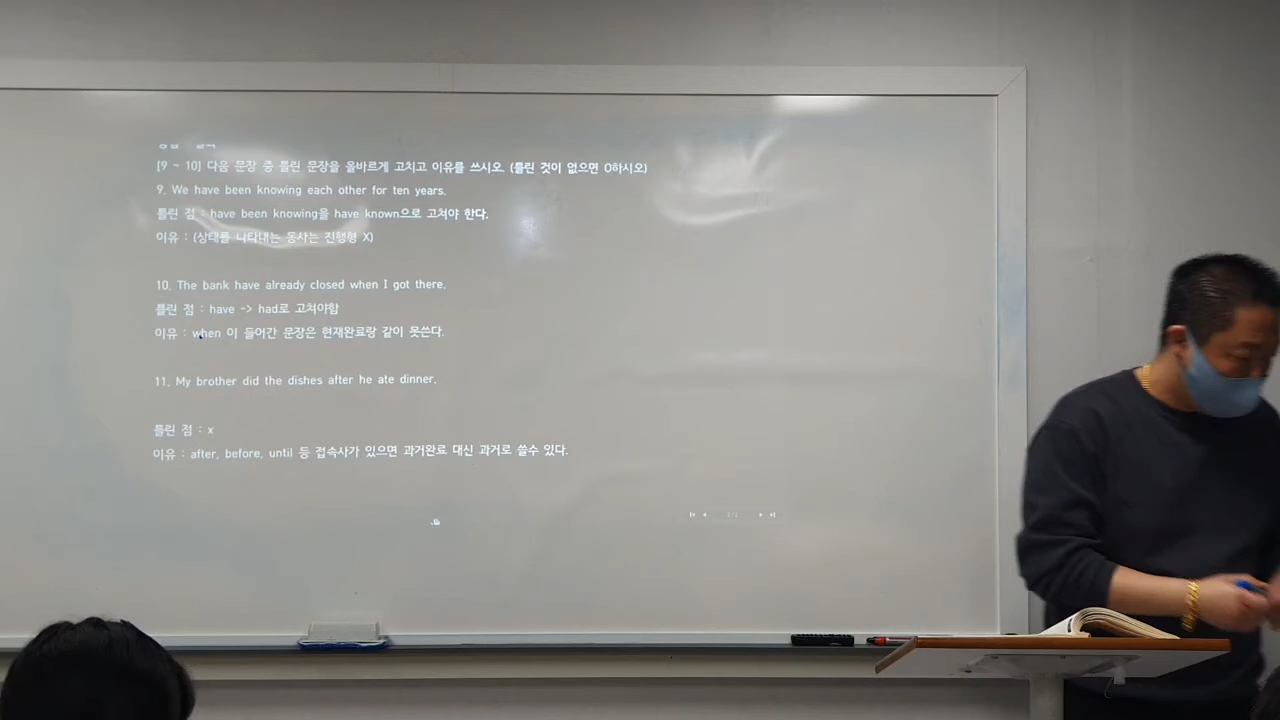 [9 ~ 10] 다음 문장 중 틀린 문장을 올바르게 고치고 이유를 쓰시오. (틀린 것이 없으면 O하시오)
9. We have been knowing each other for ten years.
틀린 점 : have been knowing을 have known으로 고쳐야 한다.
이유 : (상태를 나타내는 동사는 진행형 X)
10. The bank have already closed when I got there.
틀린 점 : have -> had로 고쳐야함
이유 : when 이 들어간 문장은 현재완료랑 같이 못쓴다.
11. My brother did the dishes after he ate dinner.
틀린 점 : x
이유 : after, before, until 등 접속사가 있으면 과거완료 대신 과거로 쓸수 있다.